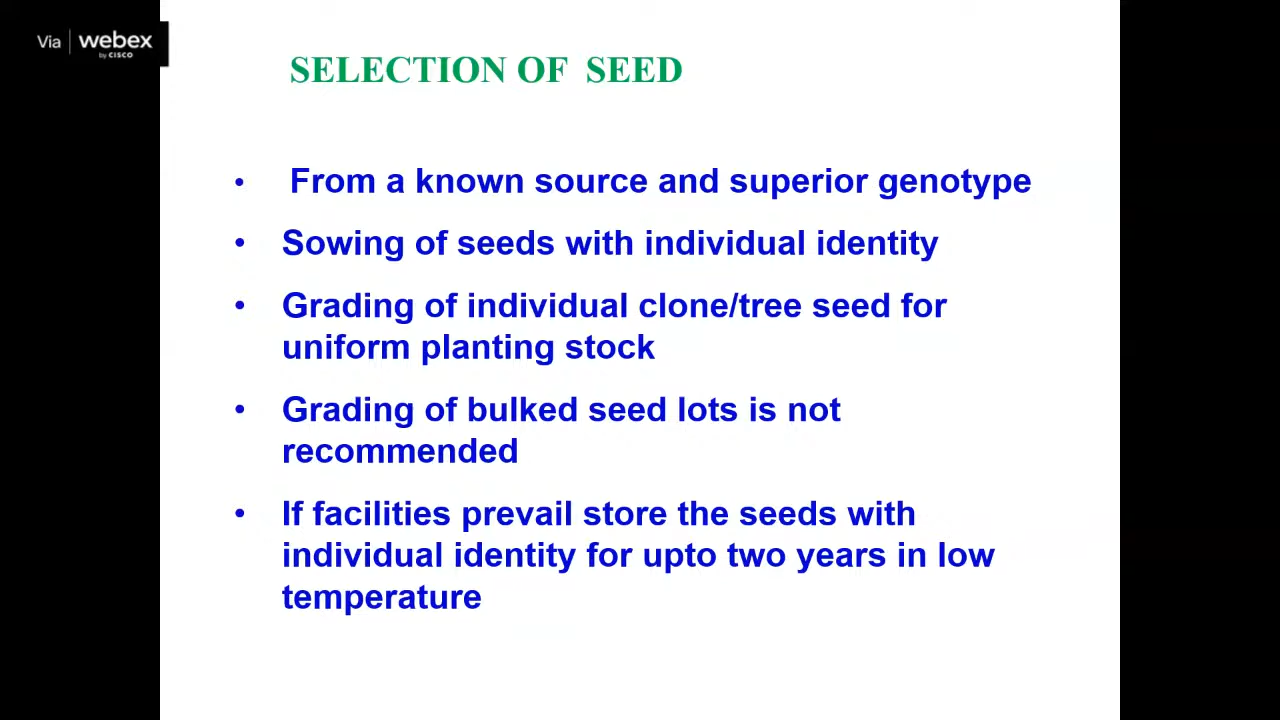 Via webex
by CISCO
SELECTION OF SEED
• From a known source and superior genotype
• Sowing of seeds with individual identity
• Grading of individual clone/tree seed for
uniform planting stock
• Grading of bulked seed lots is not
recommended
• If facilities prevail store the seeds with
individual identity for upto two years in low
temperature